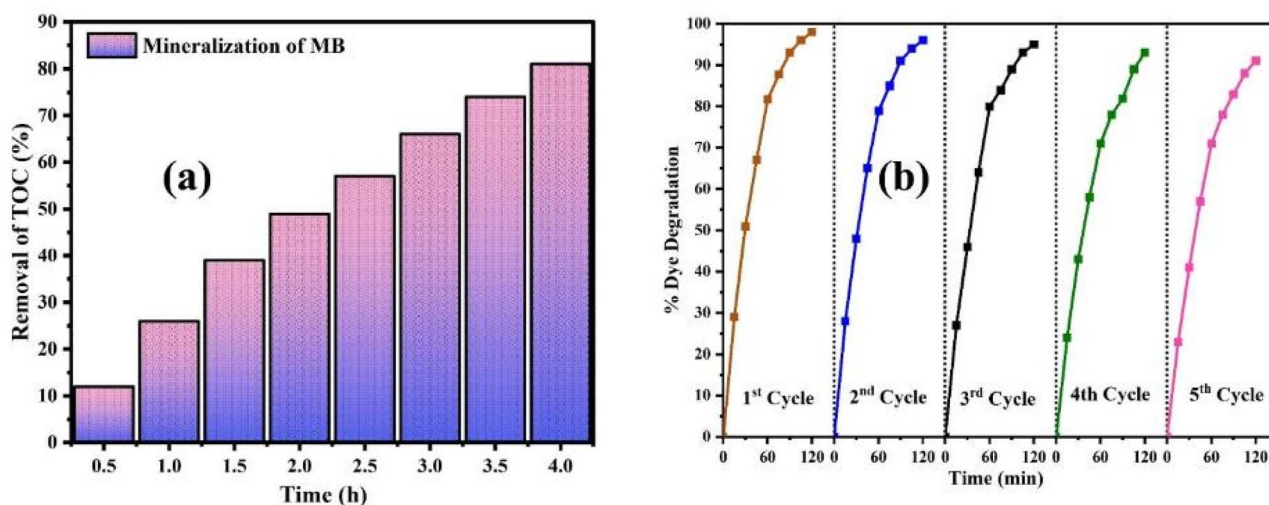 90
80
70
60
50
40
30
20
10
0
Removal of TOC (%)
Mineralization of MB
(a)
0.5 1.0 1.5 2.0 2.5 3.0 3.5 4.0
Time (h)
100
90
80
70
60
50
40
30
20
10
0
% Dye Degradation
(b)
1st Cycle 2nd Cycle 3rd Cycle 4th Cycle 5th Cycle
0 60 120 0 60 120 0 60 120 0 60 120 0 60 120
Time (min)